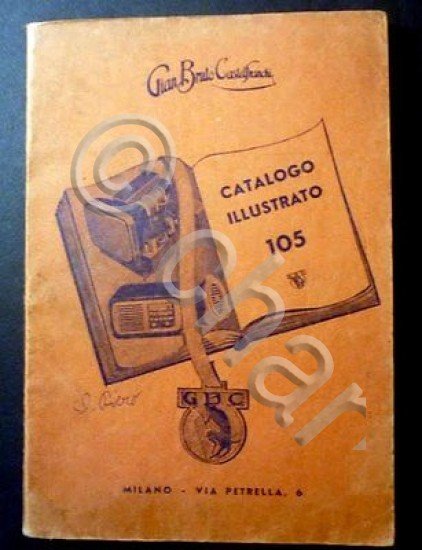 Gian Bruto Castelfranchi
CATALOGO
ILLUSTRATO
105
GBC
MILANO - VIA PETRELLA, 6